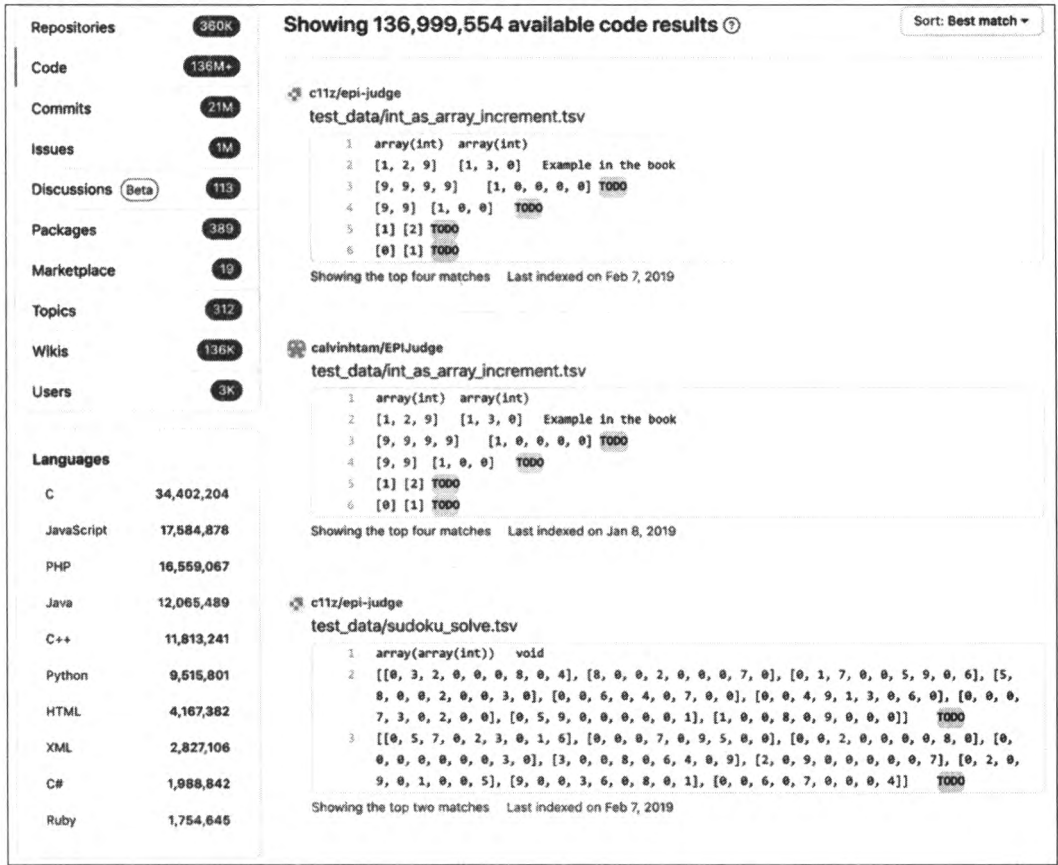 Repositories 360K
Code 136M+
Commits 21M
Issues 1M
Discussions (Beta) 113
Packages 389
Marketplace 19
Topics 312
Wikis 136K
Users 3K
Languages
C 34,402,204
JavaScript 17,584,878
PHP 16,559,067
Java 12,065,489
C++ 11,813,241
Python 9,515,801
HTML 4,167,382
XML 2,827,106
C# 1,988,842
Ruby 1,754,645
Showing 136,999,554 available code results ?
Sort: Best match
c11z/epi-judge
test_data/int_as_array_increment.tsv
1 array(int) array(int)
2 [1, 2, 9] [1, 3, 0] Example in the book
3 [9, 9, 9, 9] [1, 0, 0, 0, 0] TODO
4 [9, 9] [1, 0, 0] TODO
5 [1] [2] TODO
6 [0] [1] TODO
Showing the top four matches Last indexed on Feb 7, 2019
calvinhtam/EPIJudge
test_data/int_as_array_increment.tsv
1 array(int) array(int)
2 [1, 2, 9] [1, 3, 0] Example in the book
3 [9, 9, 9, 9] [1, 0, 0, 0, 0] TODO
4 [9, 9] [1, 0, 0] TODO
5 [1] [2] TODO
6 [0] [1] TODO
Showing the top four matches Last indexed on Jan 8, 2019
c11z/epi-judge
test_data/sudoku_solve.tsv
1 array(array(int)) void
2 [[0, 3, 2, 0, 0, 0, 8, 0, 4], [8, 0, 0, 2, 0, 0, 0, 7, 0], [0, 1, 7, 0, 0, 5, 9, 0, 6], [5,
8, 0, 0, 2, 0, 0, 3, 0], [0, 0, 6, 0, 4, 0, 7, 0, 0], [0, 0, 4, 9, 1, 3, 0, 6, 0], [0, 0, 0,
7, 3, 0, 2, 0, 0], [0, 5, 9, 0, 0, 0, 0, 0, 1], [1, 0, 0, 8, 0, 9, 0, 0, 0]] TODO
3 [[0, 5, 7, 0, 2, 3, 0, 1, 6], [0, 0, 0, 7, 0, 9, 5, 0, 0], [0, 0, 2, 0, 0, 0, 0, 8, 0], [0,
0, 0, 0, 0, 0, 0, 3, 0], [3, 0, 0, 8, 0, 6, 4, 0, 9], [2, 0, 9, 0, 0, 0, 0, 0, 7], [0, 2, 0,
9, 0, 1, 0, 0, 5], [9, 0, 0, 3, 6, 0, 8, 0, 1], [0, 0, 6, 0, 7, 0, 0, 0, 4]] TODO
Showing the top two matches Last indexed on Feb 7, 2019